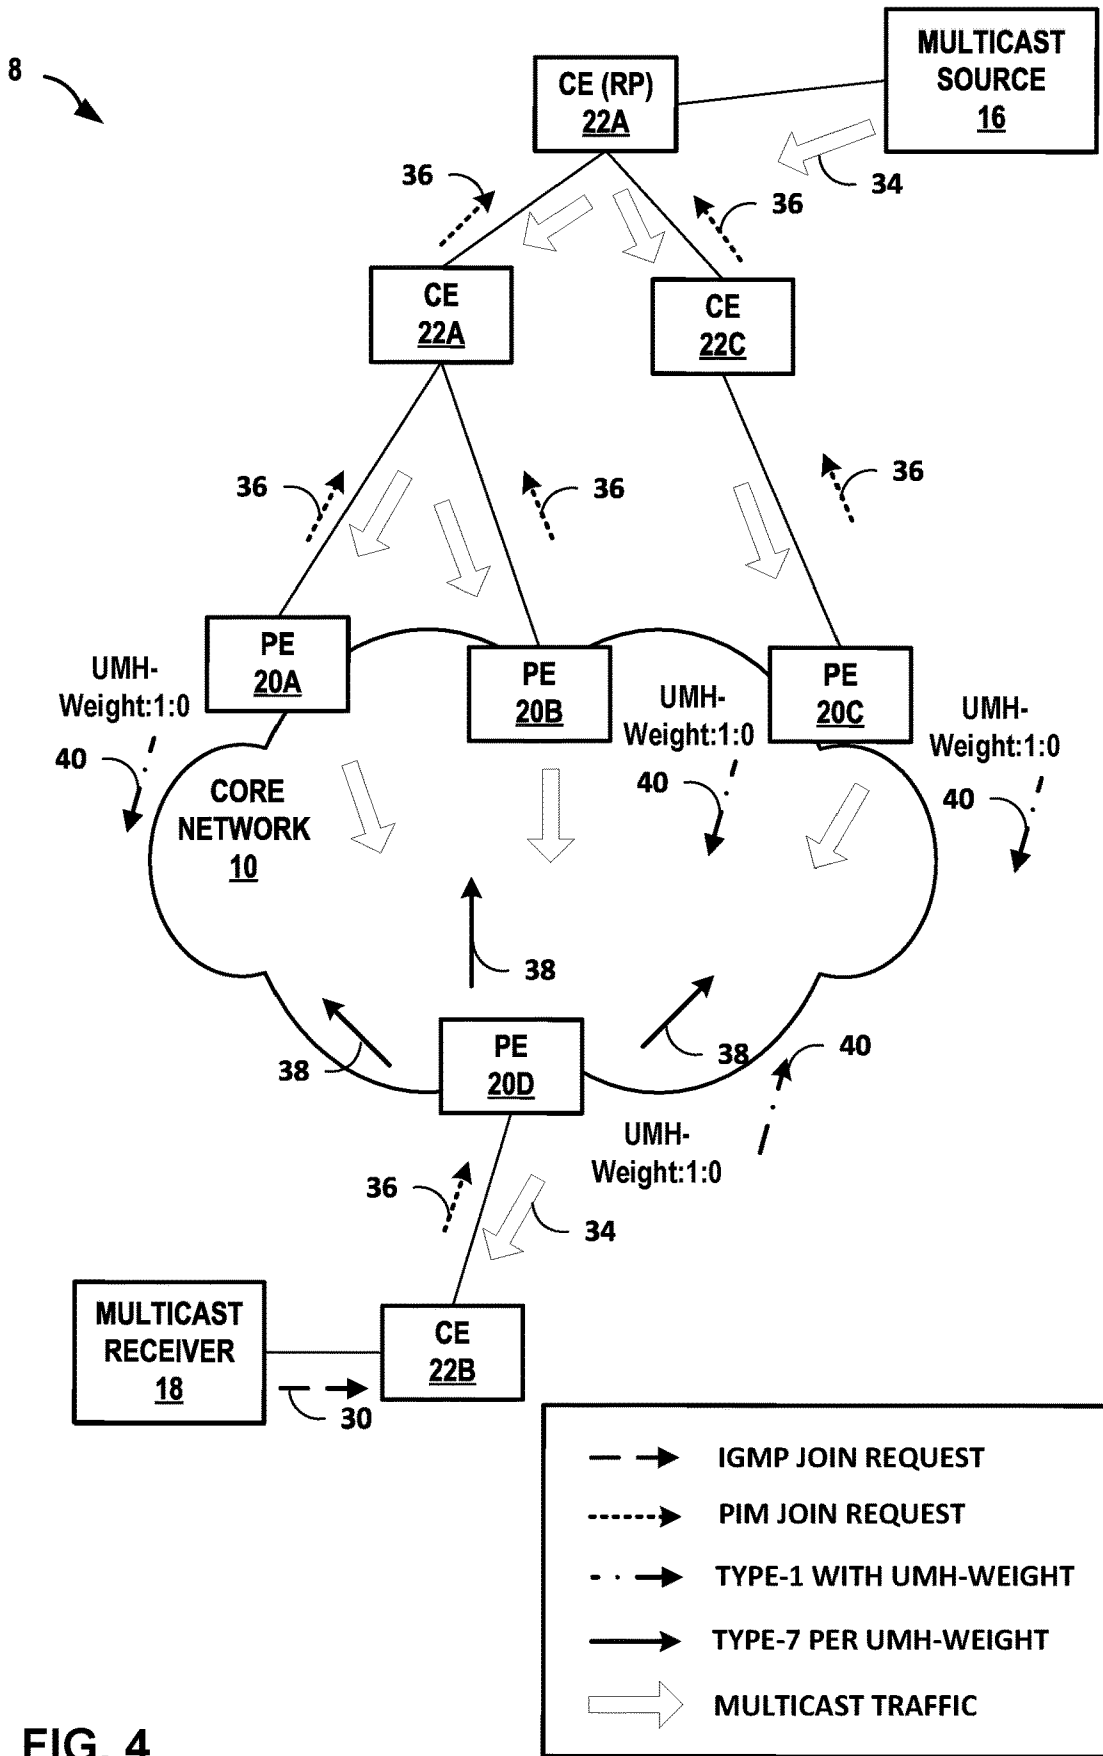 8
MULTICAST
SOURCE
16
CE (RP)
22A
34
36
36
CE
22A
CE
22C
36
36
36
PE
20A
PE
20B
PE
20C
UMH-
Weight:1:0
UMH-
Weight:1:0
UMH-
Weight:1:0
40
40
40
CORE
NETWORK
10
38
38
38
40
PE
20D
UMH-
Weight:1:0
36
34
MULTICAST
RECEIVER
18
CE
22B
30
IGMP JOIN REQUEST
PIM JOIN REQUEST
TYPE-1 WITH UMH-WEIGHT
TYPE-7 PER UMH-WEIGHT
MULTICAST TRAFFIC
FIG. 4